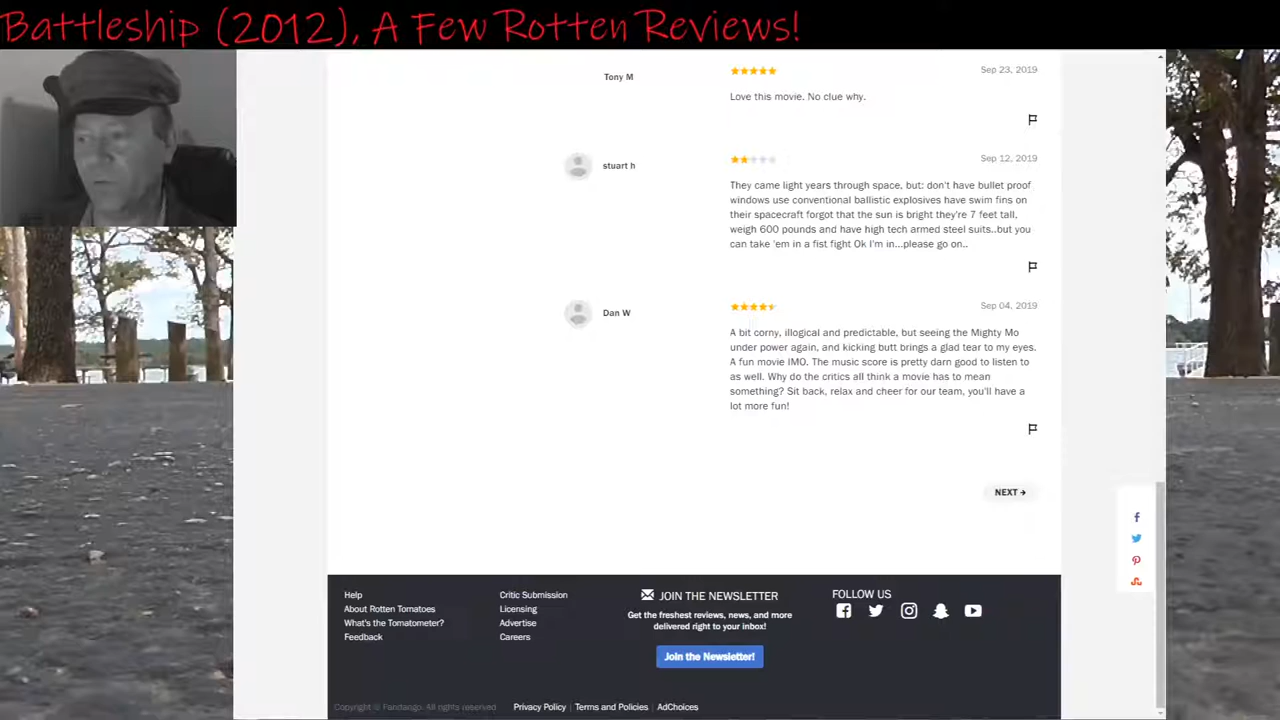 Battleship (2012), A Few Rotten Reviews!
Tony M
Sep 23, 2019
Love this movie. No clue why.
stuart h
Sep 12, 2019
They came light years through space, but: don't have bullet proof
windows use conventional ballistic explosives have swim fins on
their spacecraft forgot that the sun is bright they're 7 feet tall,
weigh 600 pounds and have high tech armed steel suits..but you
can take 'em in a fist fight Ok I'm in...please go on..
Dan W
Sep 04, 2019
A bit corny, illogical and predictable, but seeing the Mighty Mo
under power again, and kicking butt brings a glad tear to my eyes.
A fun movie IMO. The music score is pretty darn good to listen to
as well. Why do the critics all think a movie has to mean
something? Sit back, relax and cheer for our team, you'll have a
lot more fun!
NEXT
Help
About Rotten Tomatoes
What's the Tomatometer?
Feedback
Critic Submission
Licensing
Advertise
Careers
JOIN THE NEWSLETTER
Get the freshest reviews, news, and more
delivered right to your inbox!
Join the Newsletter!
FOLLOW US
Copyright © Fandango. All rights reserved
Privacy Policy | Terms and Policies | AdChoices